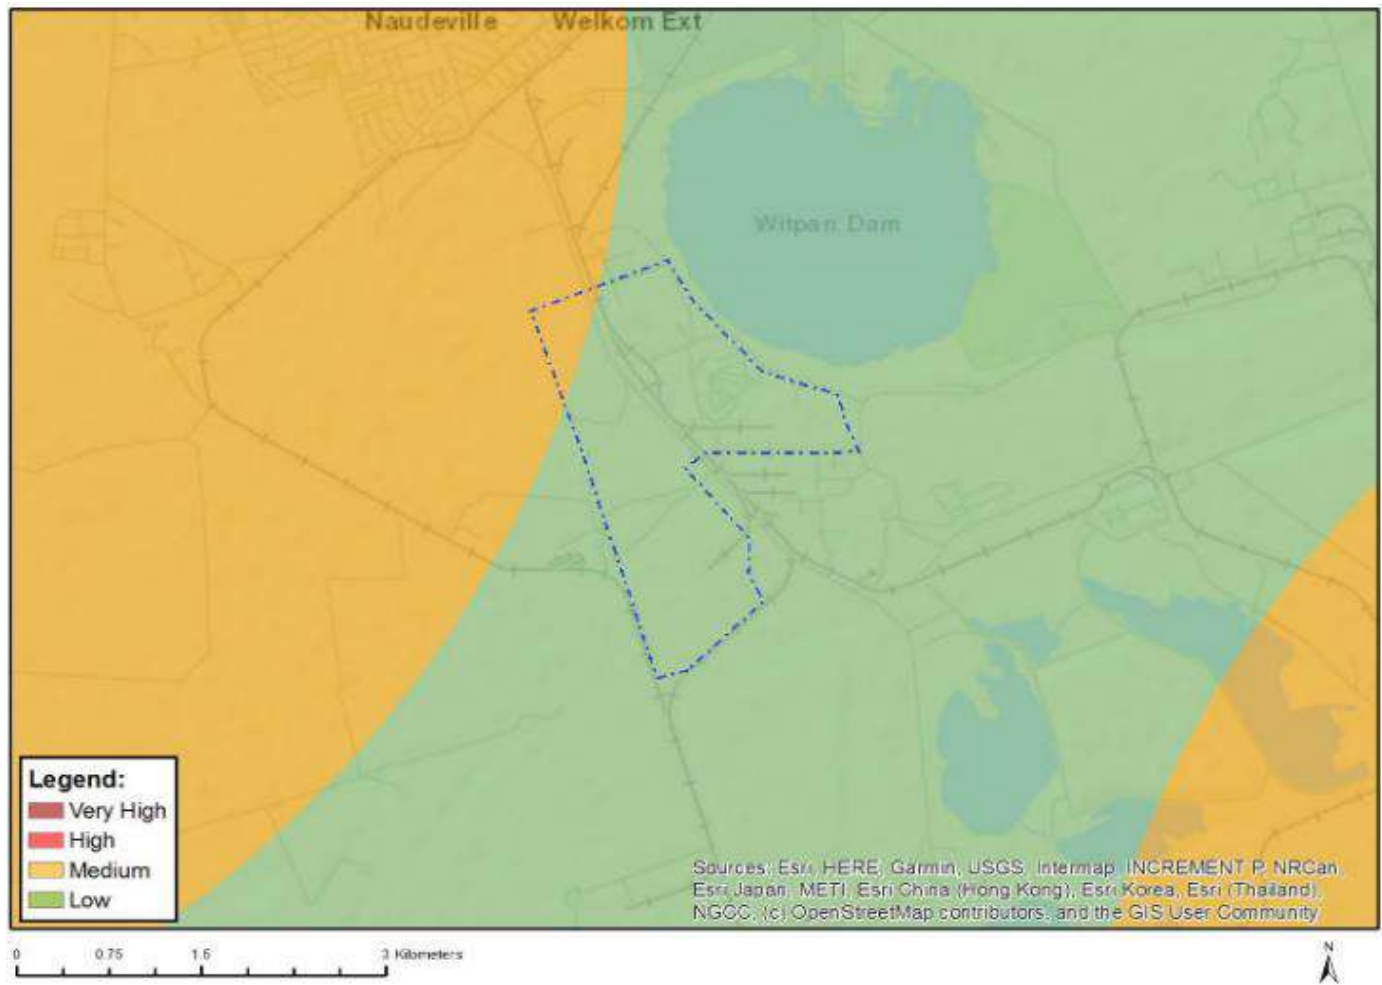 Naudeville Welkom Ext
Witpan Dam
Legend:
Very High
High
Medium
Low
Sources: Esri, HERE, Garmin, USGS, Intermap, INCREMENT P, NRCan,
Esri Japan, METI, Esri China (Hong Kong), Esri Korea, Esri (Thailand),
NGCC, (c) OpenStreetMap contributors, and the GIS User Community
0 0.75 1.5 3 Kilometers
N